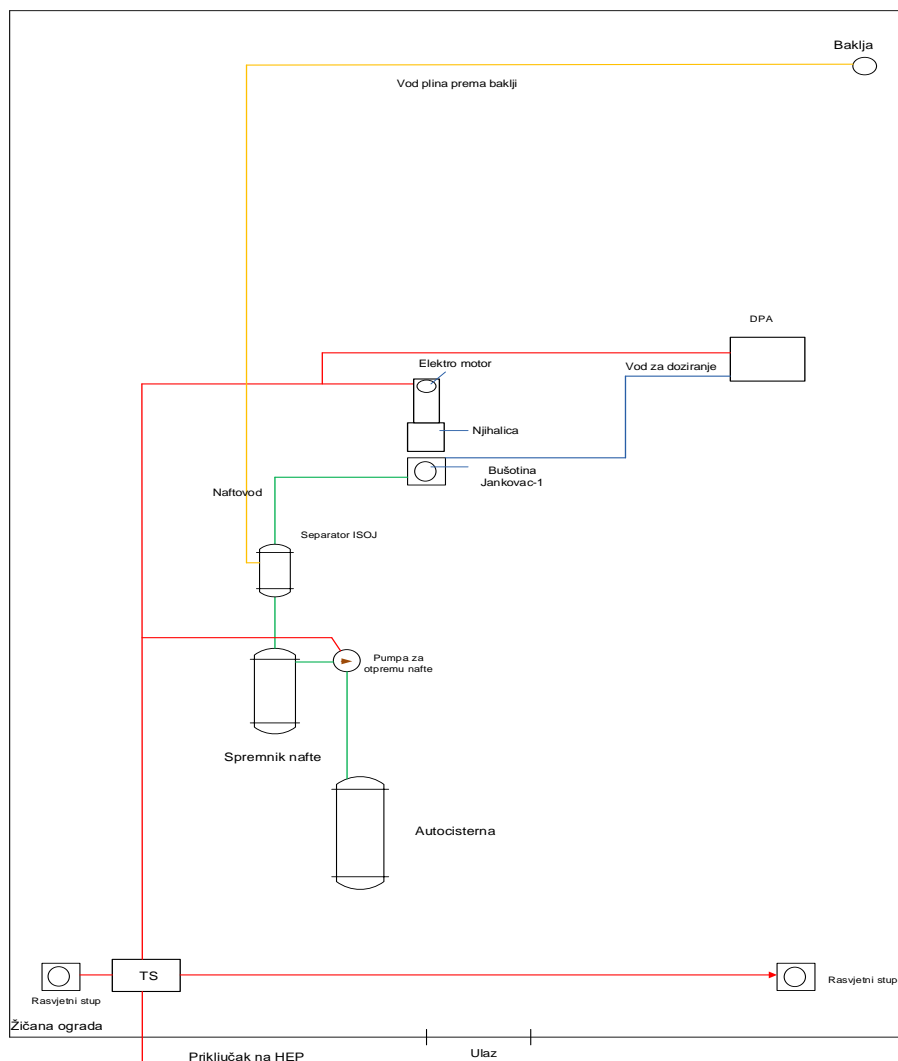 Baklja
Vod plina prema baklji
DPA
Elektro motor
Vod za doziranje
Njihalica
Bušotina
Jankovac-1
Naftovod
Separator ISOJ
Pumpa za
otpremu nafte
Spremnik nafte
Autocisterna
TS
Rasvjetni stup
Rasvjetni stup
Žičana ograda
Priključak na HEP
Ulaz